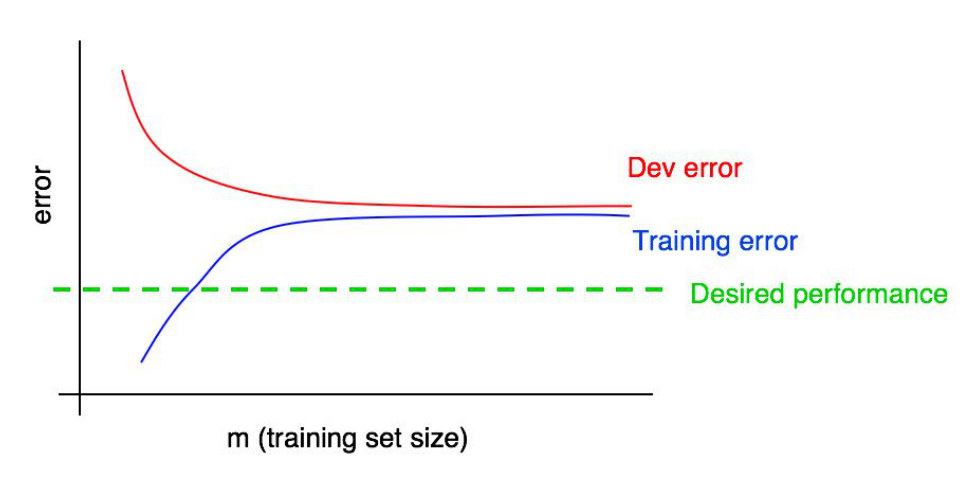 error
Dev error
Training error
Desired performance
m (training set size)